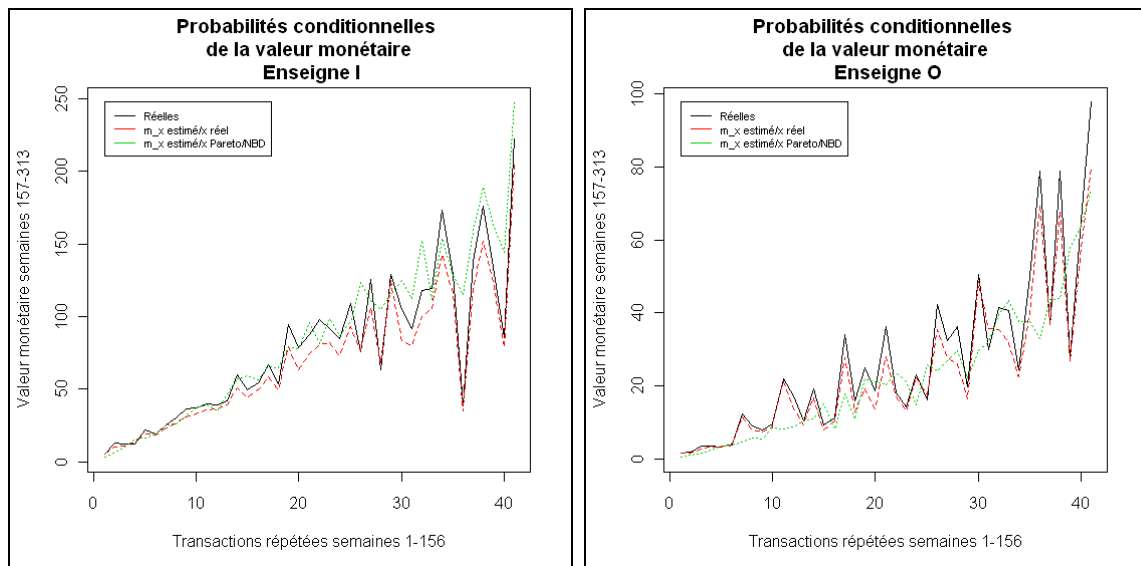 Probabilités conditionnelles
de la valeur monétaire
Enseigne I
Réelles
m_x estimé/x réel
m_x estimé/x Pareto/NBD
Valeur monétaire semaines 157-313
250
200
150
100
50
0
0 10 20 30 40
Transactions répétées semaines 1-156
Probabilités conditionnelles
de la valeur monétaire
Enseigne O
Réelles
m_x estimé/x réel
m_x estimé/x Pareto/NBD
Valeur monétaire semaines 157-313
100
80
60
40
20
0
0 10 20 30 40
Transactions répétées semaines 1-156